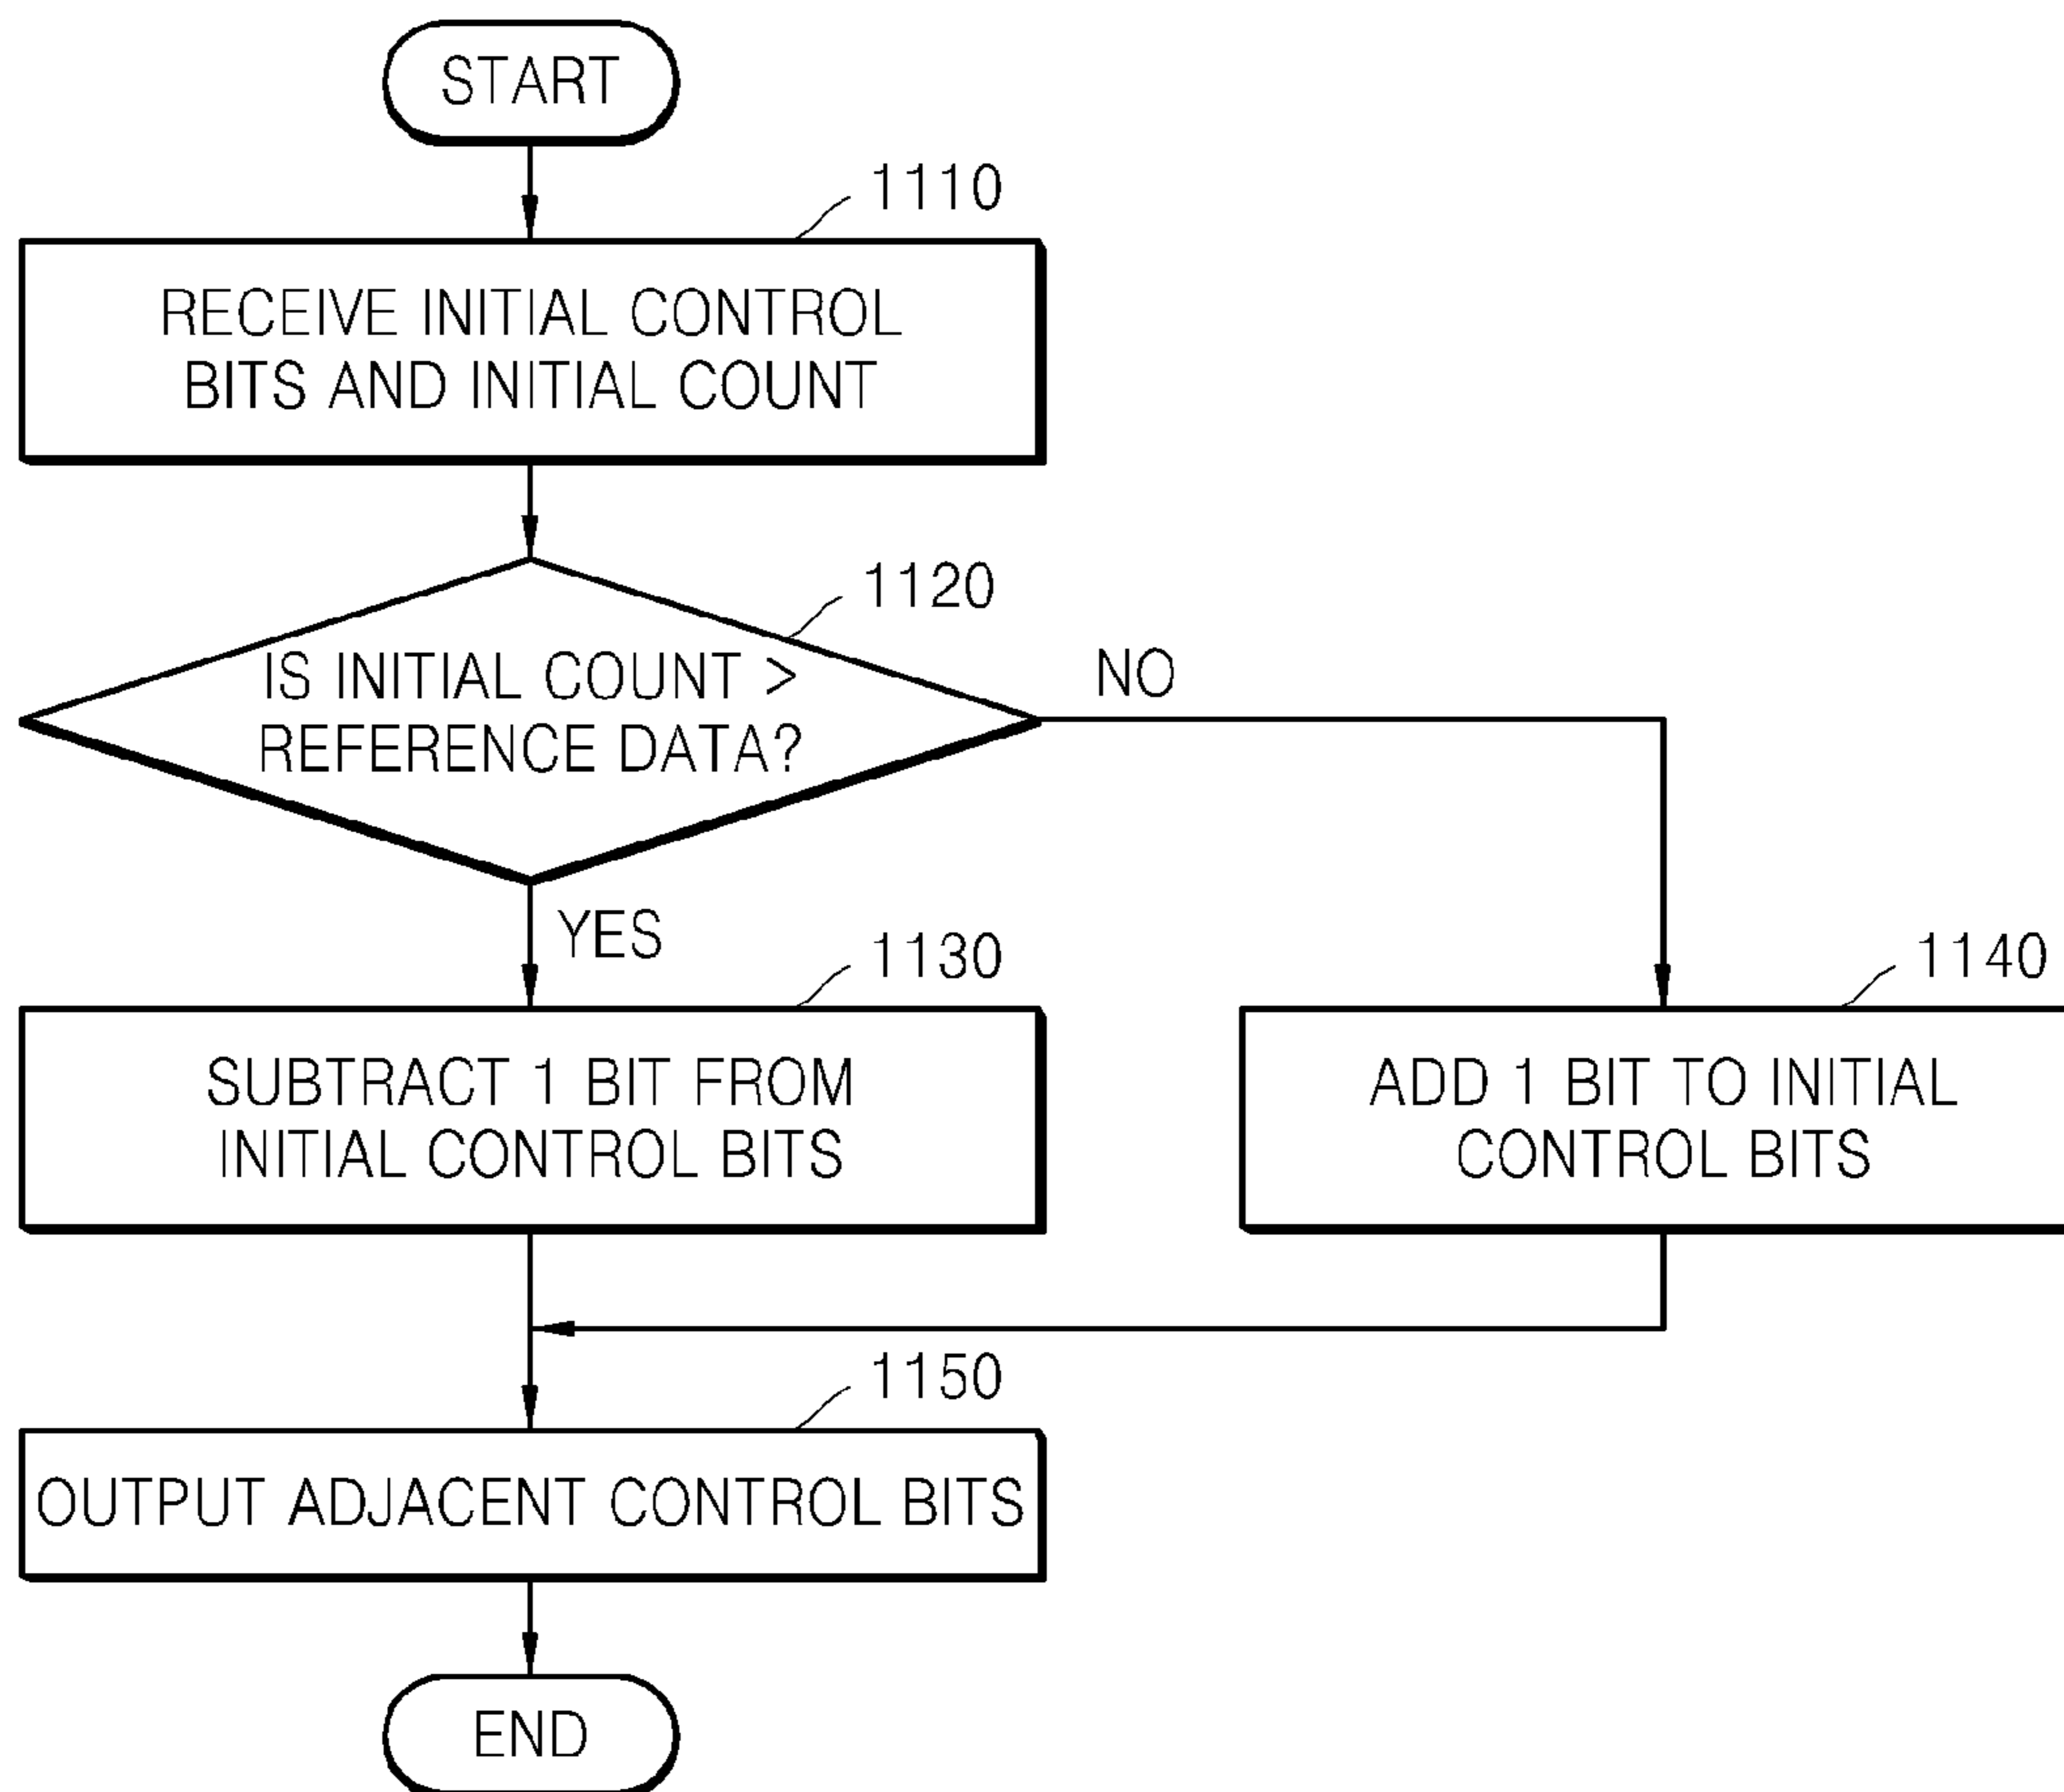 START
1110
RECEIVE INITIAL CONTROL
BITS AND INITIAL COUNT
1120
IS INITIAL COUNT >
REFERENCE DATA?
NO
YES
1130
SUBTRACT 1 BIT FROM
INITIAL CONTROL BITS
1140
ADD 1 BIT TO INITIAL
CONTROL BITS
1150
OUTPUT ADJACENT CONTROL BITS
END